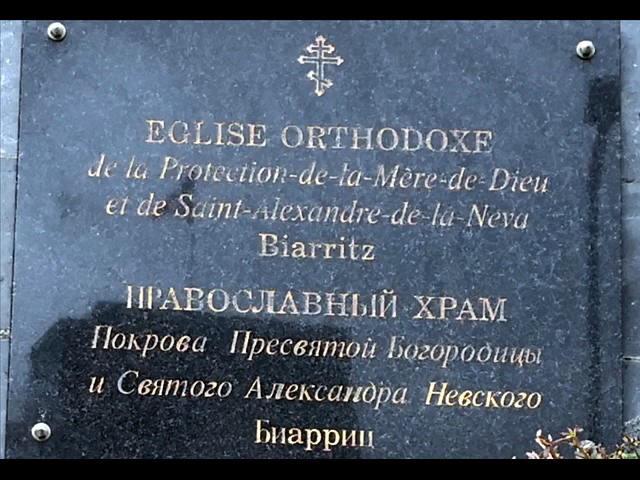 EGLISE ORTHODOXE
de la Protection-de-la-Mère-de-Dieu
et de Saint-Alexandre-de-la-Neva
Biarritz
ПРАВОСЛАВНЫЙ ХРАМ
Покрова Пресвятой Богородицы
и Святого Александра Невского
Биарриц